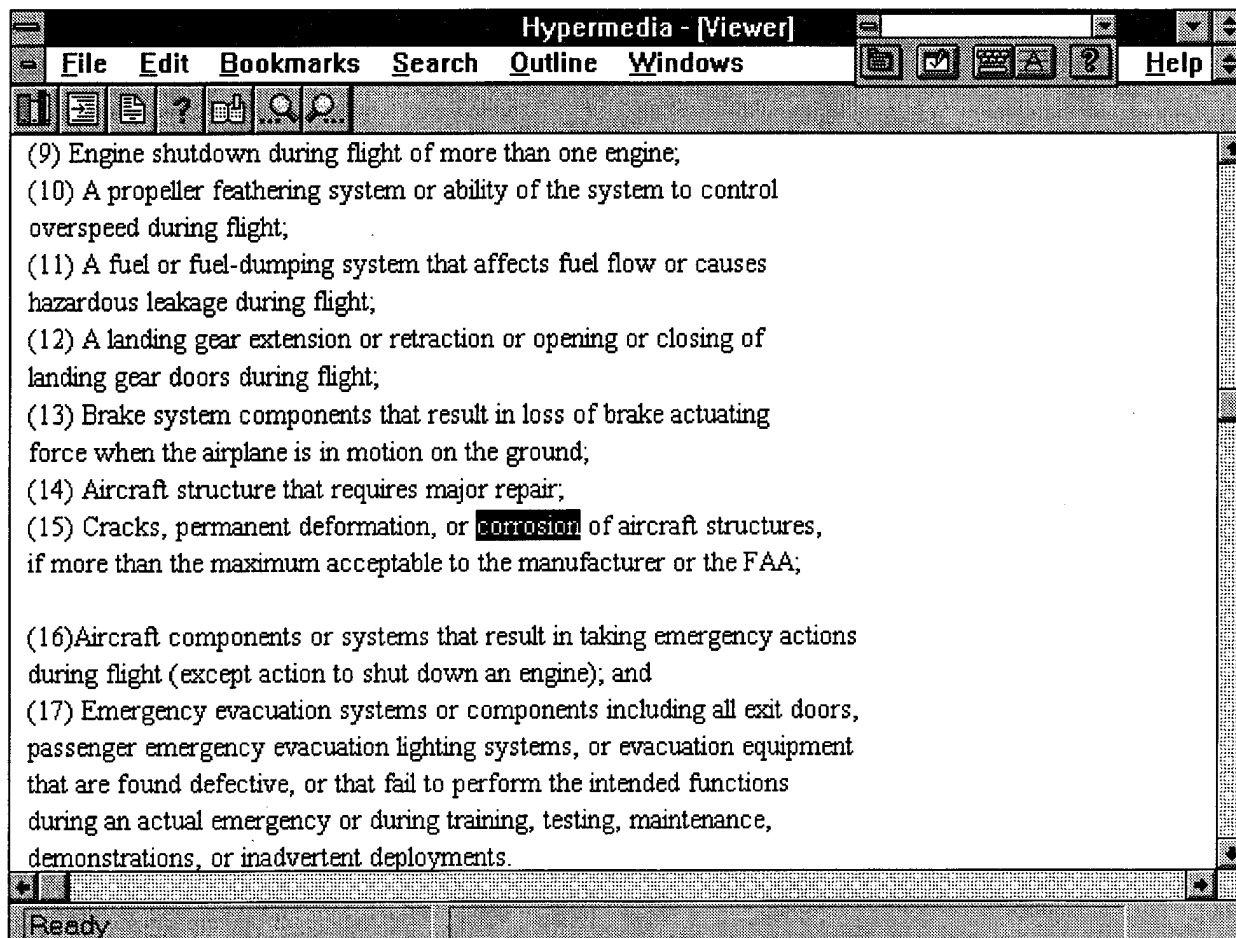 Hypermedia - [Viewer]
File Edit Bookmarks Search Outline Windows Help
(9) Engine shutdown during flight of more than one engine;
(10) A propeller feathering system or ability of the system to control
overspeed during flight;
(11) A fuel or fuel-dumping system that affects fuel flow or causes
hazardous leakage during flight;
(12) A landing gear extension or retraction or opening or closing of
landing gear doors during flight;
(13) Brake system components that result in loss of brake actuating
force when the airplane is in motion on the ground;
(14) Aircraft structure that requires major repair;
(15) Cracks, permanent deformation, or corrosion of aircraft structures,
if more than the maximum acceptable to the manufacturer or the FAA;
(16)Aircraft components or systems that result in taking emergency actions
during flight (except action to shut down an engine); and
(17) Emergency evacuation systems or components including all exit doors,
passenger emergency evacuation lighting systems, or evacuation equipment
that are found defective, or that fail to perform the intended functions
during an actual emergency or during training, testing, maintenance,
demonstrations, or inadvertent deployments.
Ready